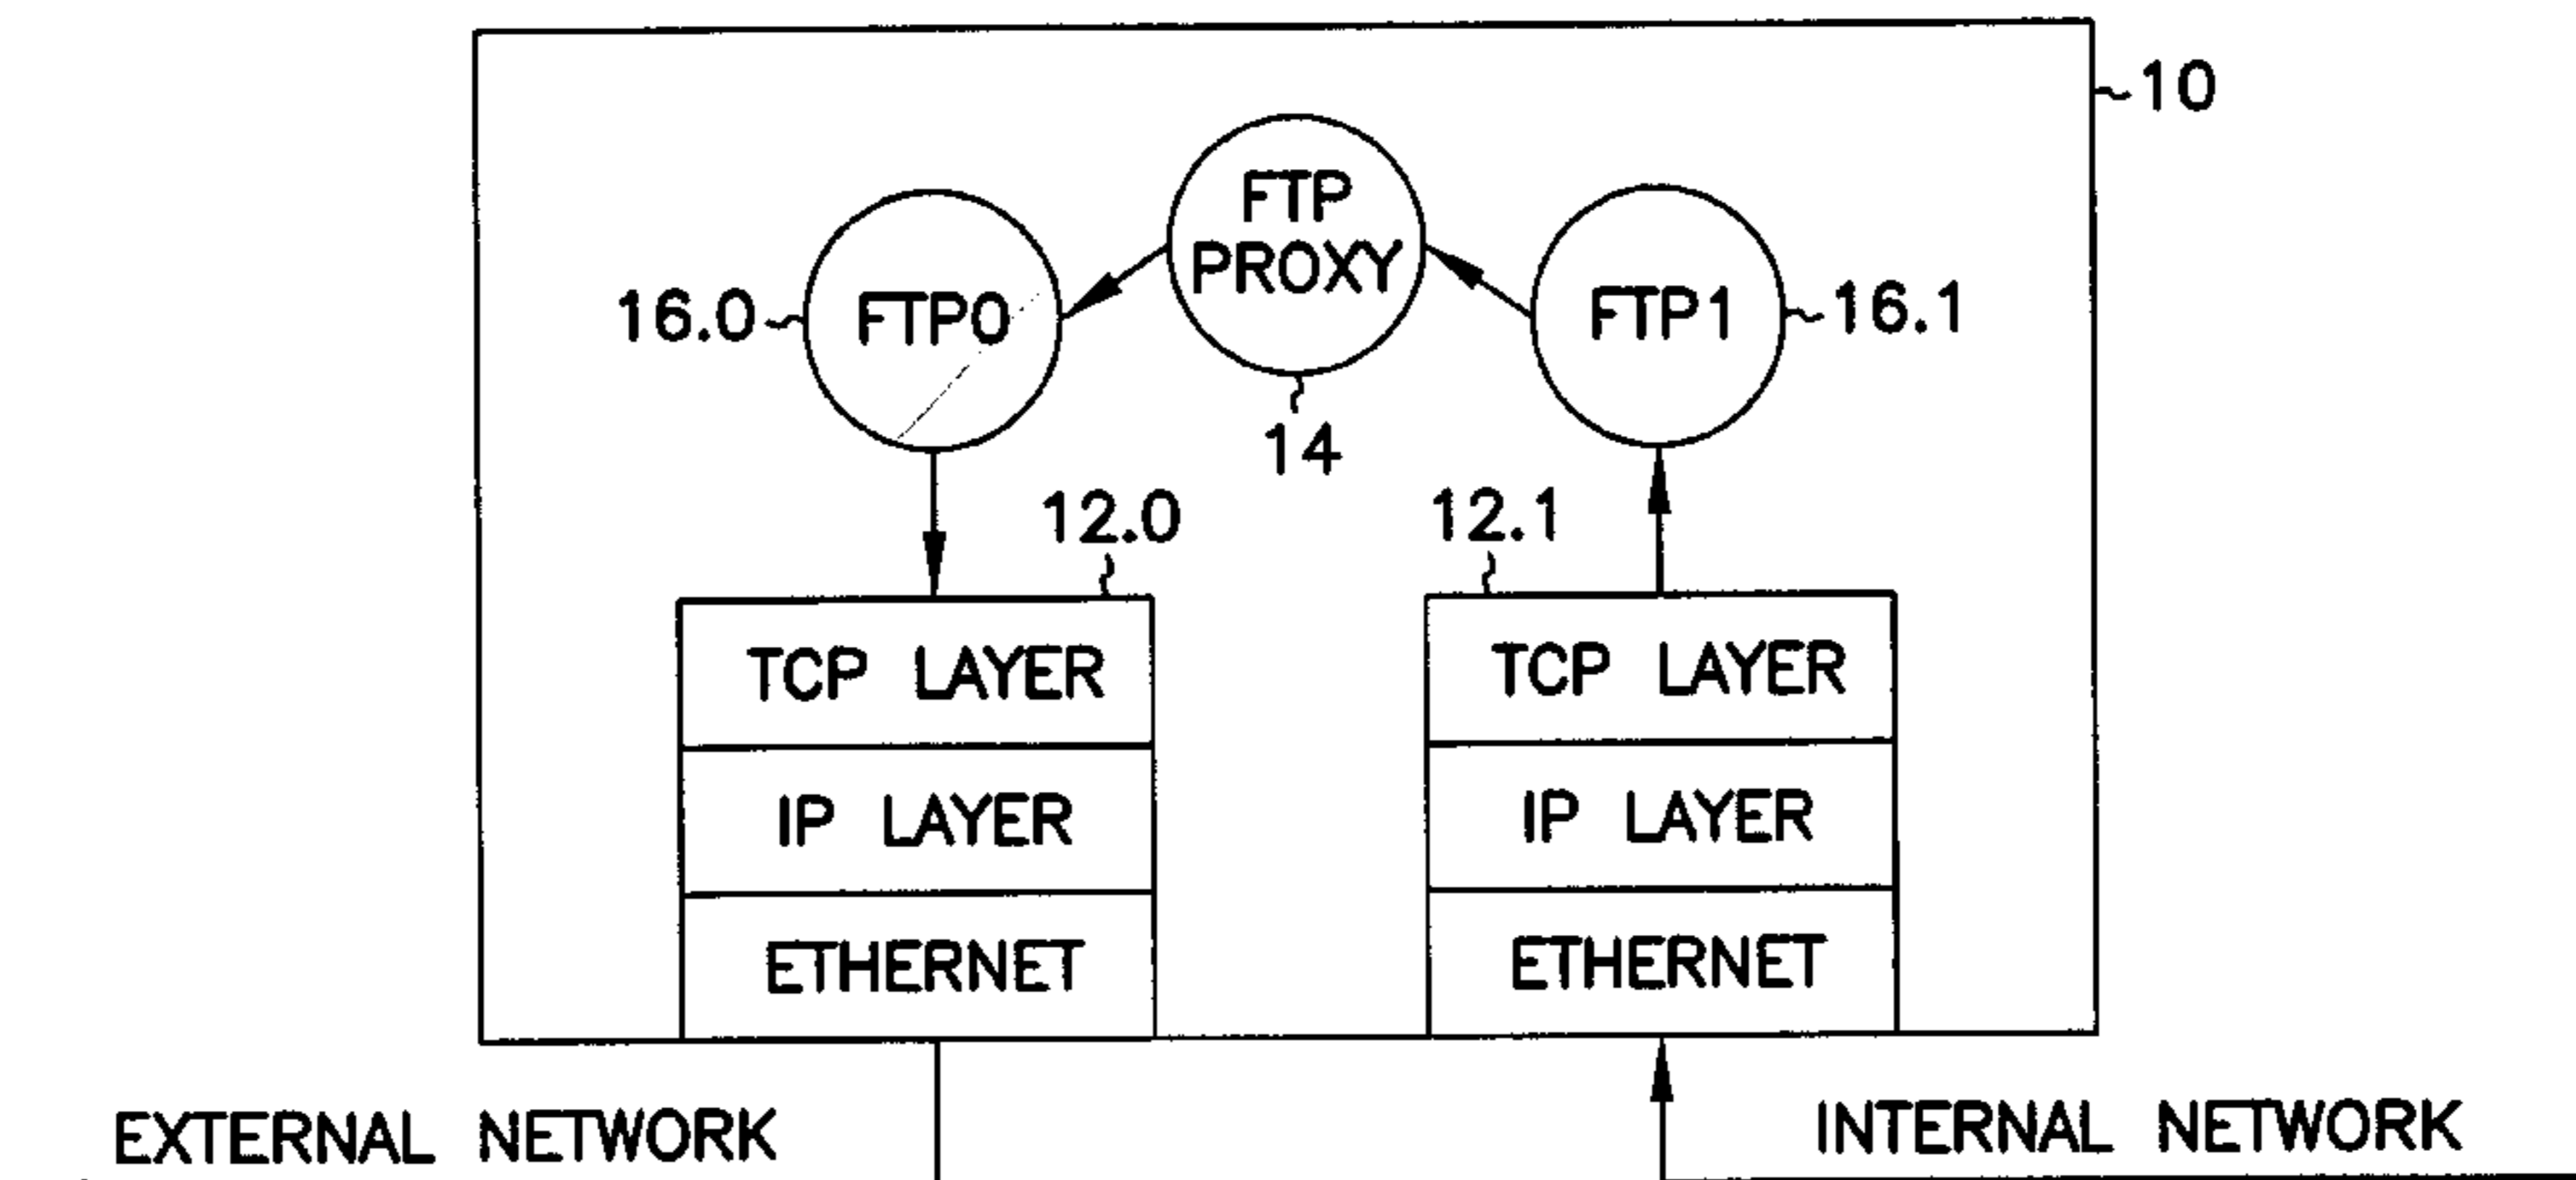 10
FTP
PROXY
16.0
FTP0
FTP1
16.1
14
12.0
12.1
TCP LAYER
TCP LAYER
IP LAYER
IP LAYER
ETHERNET
ETHERNET
EXTERNAL NETWORK
INTERNAL NETWORK